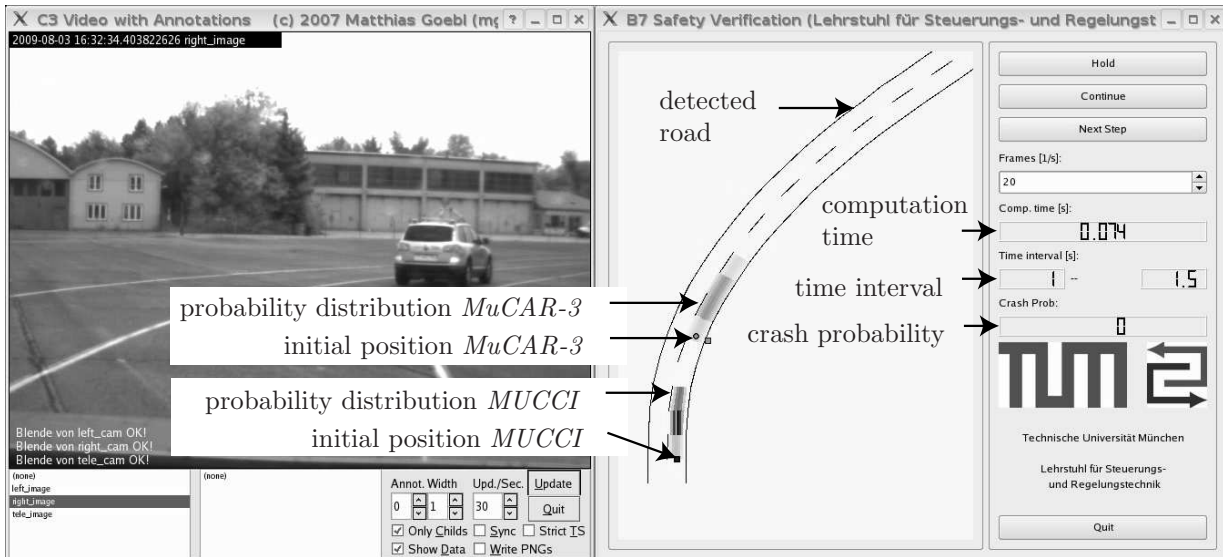 C3 Video with Annotations (c) 2007 Matthias Goebl (mg
2009-08-03 16:32:34.403822626 right_image
Blende von left_cam OK!
Blende von right_cam OK!
Blende von tele_cam OK!
(none)
left_image
right_image
tele_image
(none)
Annot. Width Upd./Sec.
0 1 30
Update
Quit
Only Childs Sync Strict TS
Show Data Write PNGs
B7 Safety Verification (Lehrstuhl für Steuerungs- und Regelungst
detected
road
computation
time
time interval
crash probability
probability distribution MuCAR-3
initial position MuCAR-3
probability distribution MUCCI
initial position MUCCI
Hold
Continue
Next Step
Frames [1/s]:
20
Comp. time [s]:
0.074
Time interval [s]:
1 -- 1.5
Crash Prob:
0
TUM
Technische Universität München
Lehrstuhl für Steuerungs-
und Regelungstechnik
Quit